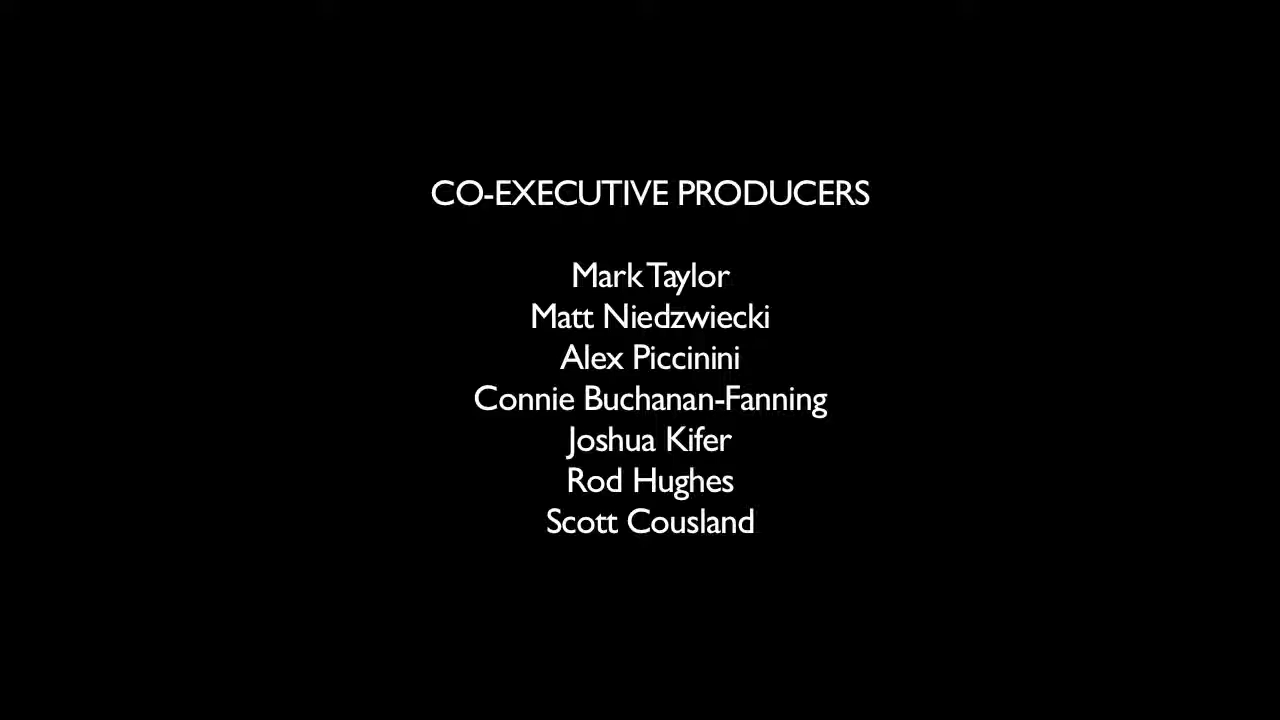 CO-EXECUTIVE PRODUCERS
Mark Taylor
Matt Niedzwiecki
Alex Piccinini
Connie Buchanan-Fanning
Joshua Kifer
Rod Hughes
Scott Cousland